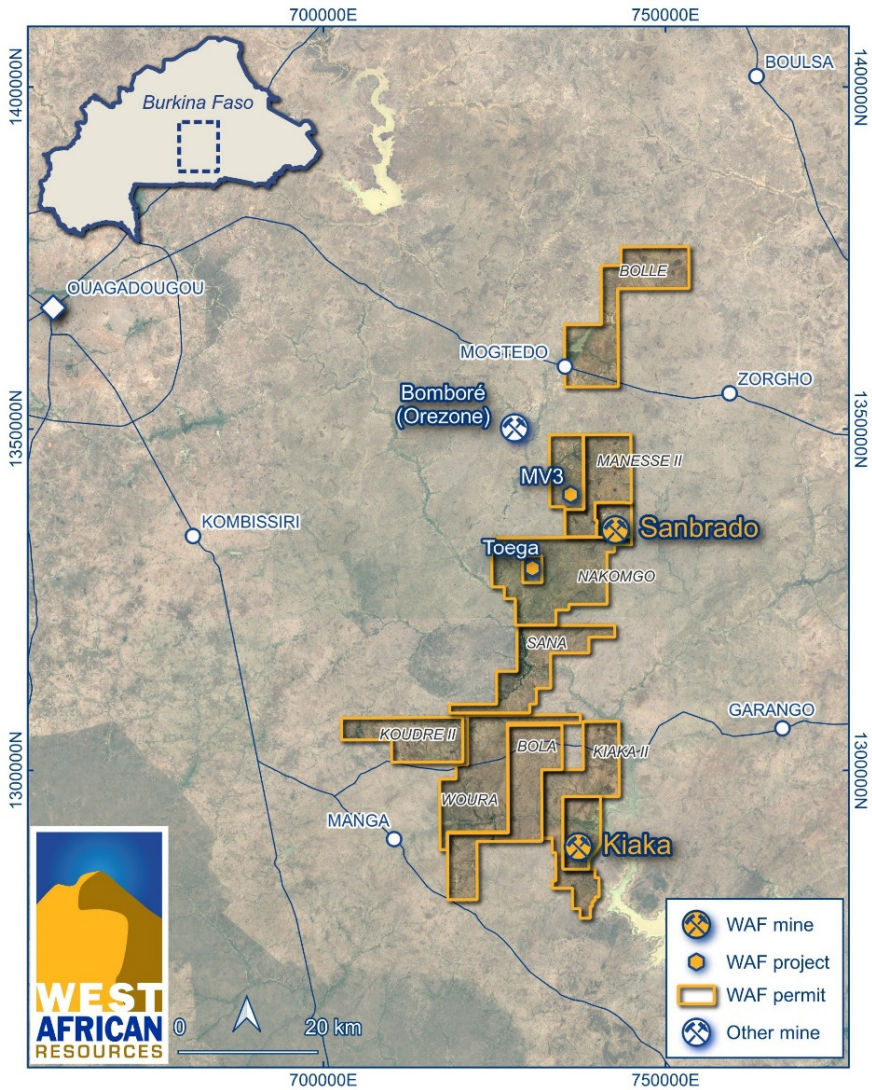 700000E
750000E
1400000N
1400000N
BOULSA
Burkina Faso
OUAGADOUGOU
BOLLE
MOGTEDO
ZORGHO
Bomboré
(Orezone)
1350000N
1350000N
MANESSE II
MV3
KOMBISSIRI
Sanbrado
Toega
NAKOMGO
SANA
GARANGO
KOUDRE II
BOLA
KIAKA II
1300000N
1300000N
WOURA
MANGA
Kiaka
WEST
AFRICAN
RESOURCES
0
20 km
WAF mine
WAF project
WAF permit
Other mine
700000E
750000E